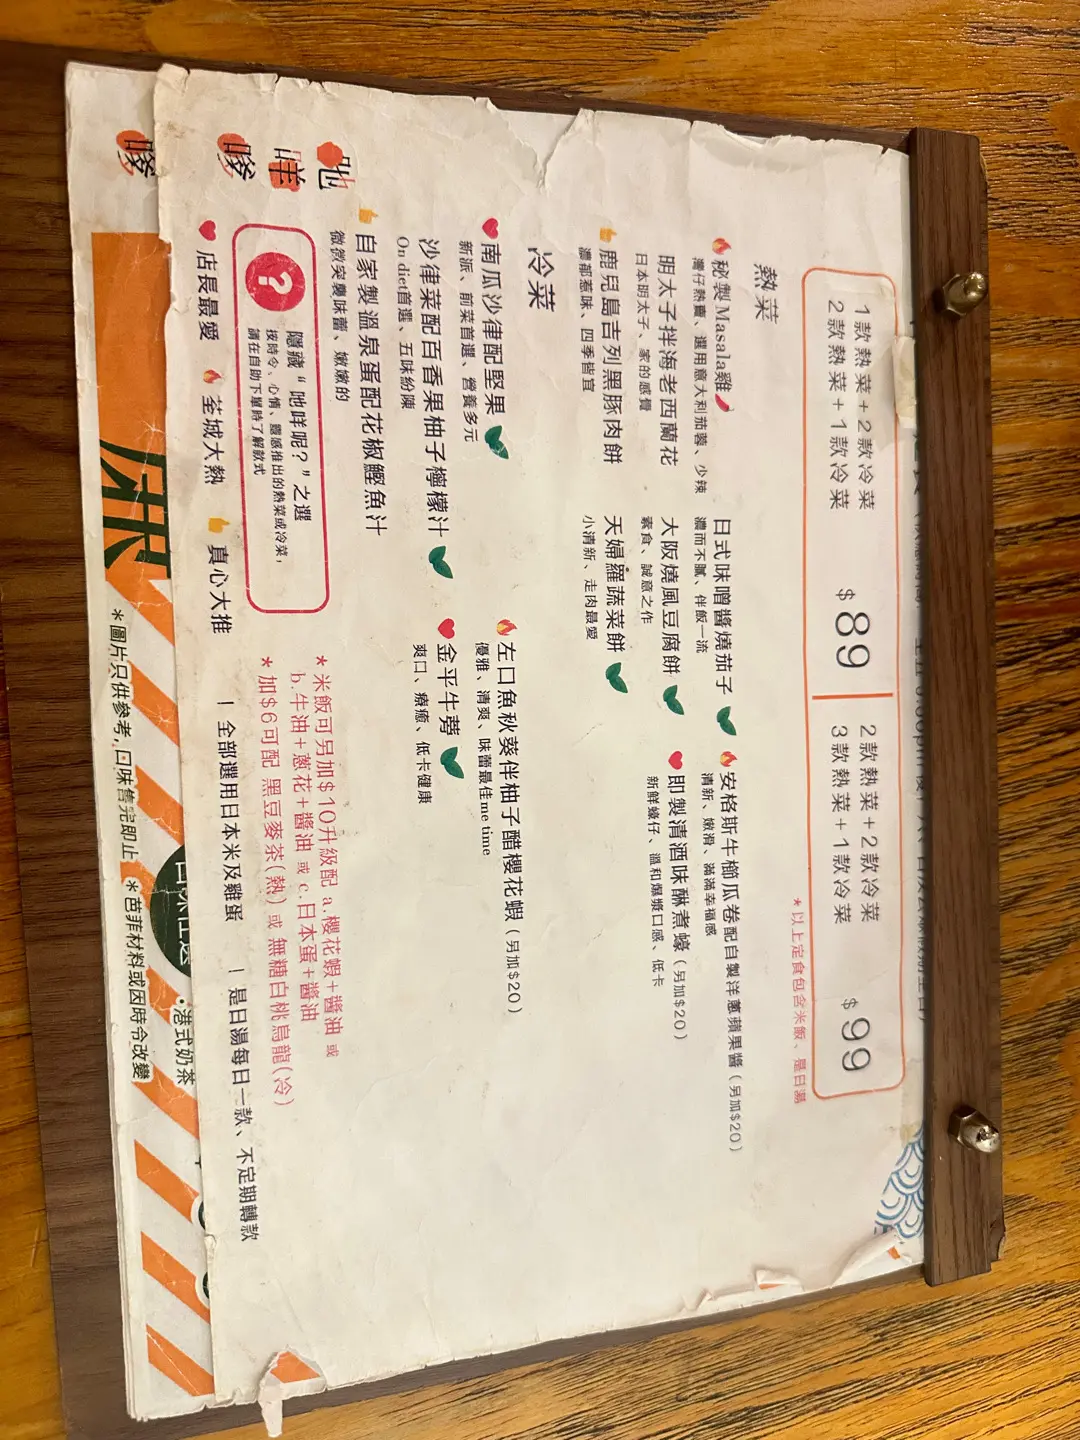 1款熱菜+2款冷菜
2款熱菜+1款冷菜
$89
2款熱菜+2款冷菜
3款熱菜+1款冷菜
$99
*以上定食包含米飯、是日湯
熱菜
秘製Masala雞
灣仔熱賣、選用意大利茄蓉、少辣
日式味噌醬燒茄子
濃而不膩、伴飯一流
安格斯牛櫛瓜卷配自製洋蔥蘋果醬(另加$20)
清新、嫩滑、滿滿幸福感
明太子拌海老西蘭花
日本明太子、家的感覺
大阪燒風豆腐餅
素食、誠意之作
即製清酒味醂煮蠔(另加$20)
新鮮蠔仔、溫和爆漿口感、低卡
鹿兒島吉列黑豚肉餅
濃都惹味、四季皆宜
天婦羅蔬菜餅
小清新、走肉最愛
冷菜
南瓜沙律配堅果
新派、前菜首選、營養多元
左口魚秋葵伴柚子醋櫻花蝦(另加$20)
優雅、清爽、味蕾最佳me time
沙律菜配百香果柚子檸檬汁
On diet首選、五味紛陳
金平牛蒡
爽口、療癒、低卡健康
自家製溫泉蛋配花椒鰹魚汁
微微突襲味蕾、嫩嫩的
吔
咩
嗲
?
隱藏“吔咩呢?”之選
按時令、心情、靈感推出的熱菜或冷菜,
請在自助下單時了解款式
*米飯可另加$10升級配 a.櫻花蝦+醬油 或
b.牛油+蔥花+醬油 或 c.日本蛋+醬油
*加$6可配 黑豆麥茶(熱) 或 無糖白桃烏龍(冷)
店長最愛
荃城大熱
真心大推
! 全部選用日本米及雞蛋
! 是日湯每日一款、不定期轉款
嗲
·港式奶茶
*圖片只供參考,口味售完即止
*芭菲材料或因時令改變